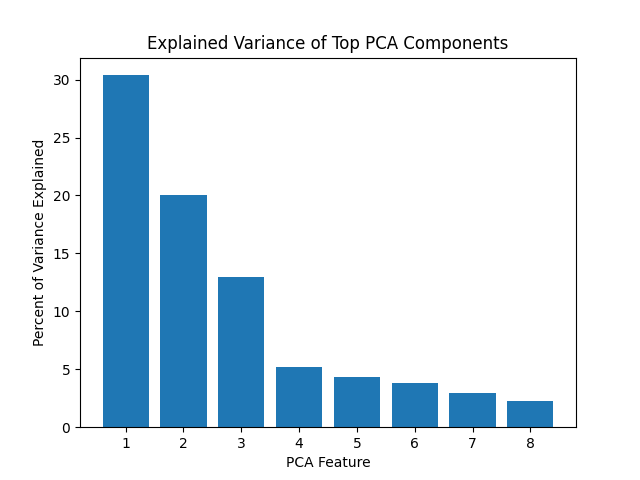 Explained Variance of Top PCA Components
Percent of Variance Explained
30
25
20
15
10
5
0
1 2 3 4 5 6 7 8
PCA Feature